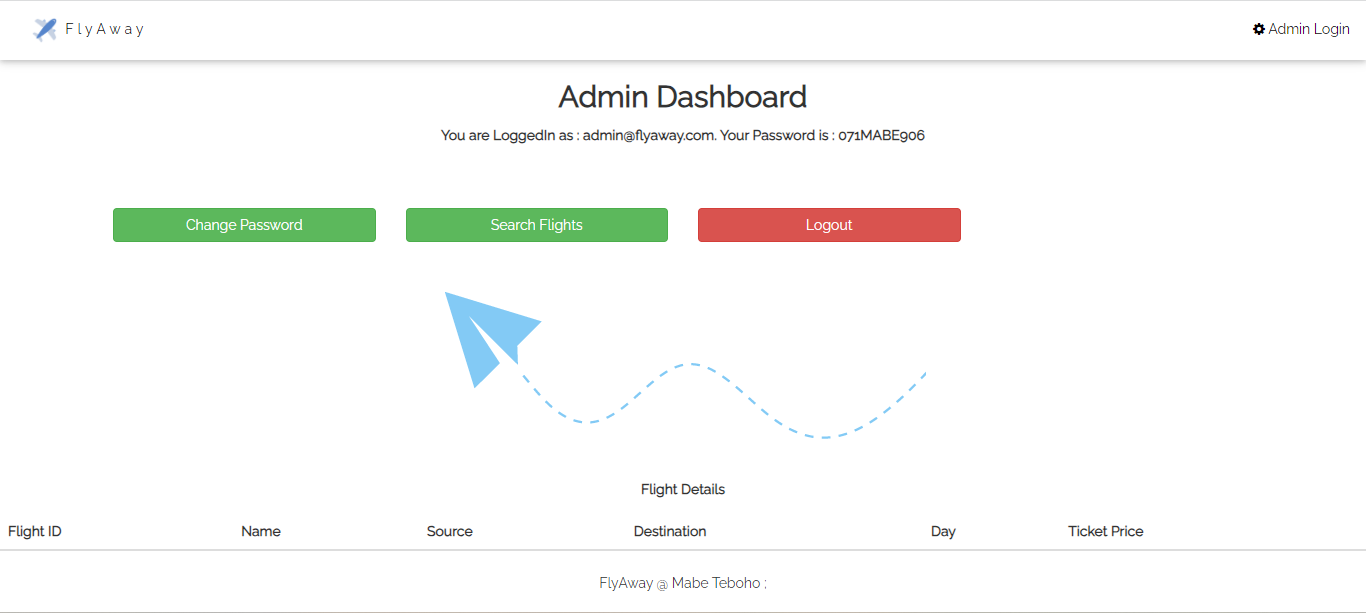 FlyAway
Admin Login
Admin Dashboard
You are LoggedIn as : admin@flyaway.com. Your Password is : 071MABE906
Change Password Search Flights Logout
Flight Details
Flight ID Name Source Destination Day Ticket Price
FlyAway @ Mabe Teboho ;